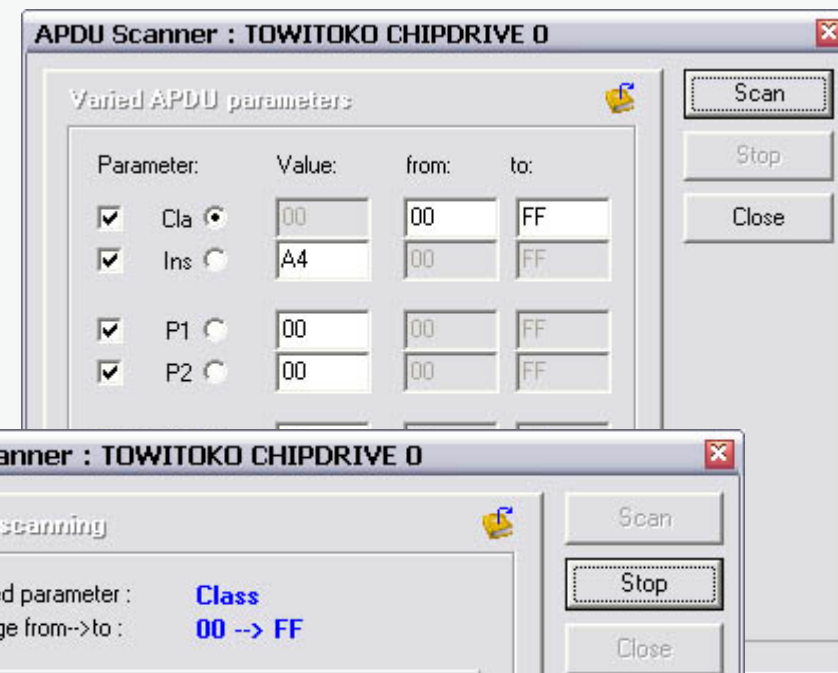 APDU Scanner : TOWITOKO CHIPDRIVE 0
Varied APDU parameters
Scan
Stop
Close
Parameter: Value: from: to:
Cla 00 00 FF
Ins A4 00 FF
P1 00 00 FF
P2 00 00 FF
anner : TOWITOKO CHIPDRIVE 0
scanning
Scan
Stop
Close
ed parameter : Class
ge from-->to : 00 --> FF